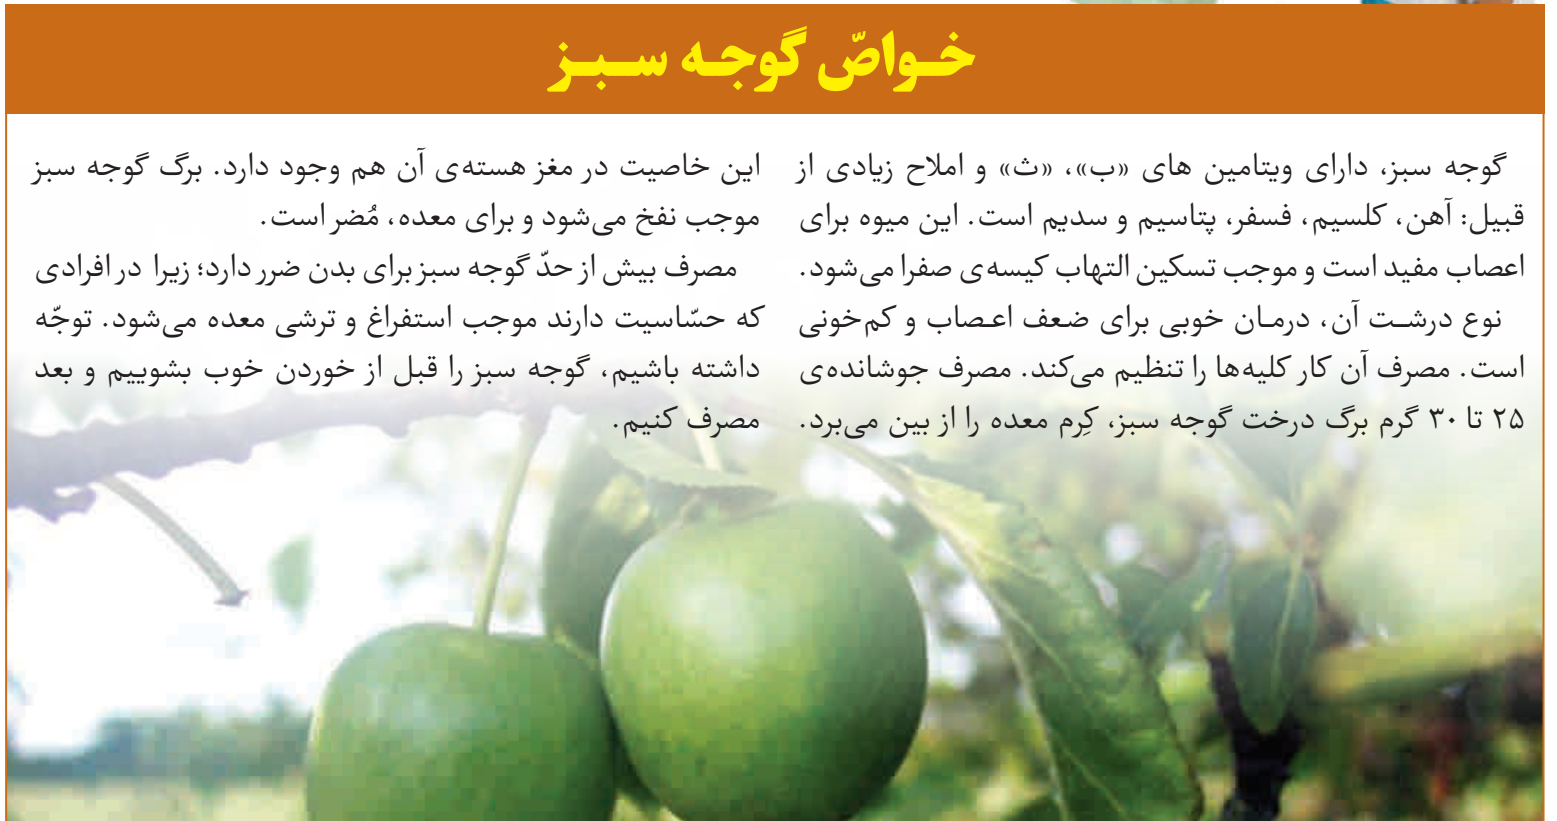 خواصّ گوجه سبز
گوجه سبز، دارای ویتامین های «ب»، «ث» و املاح زیادی از
قبیل: آهن، کلسیم، فسفر، پتاسیم و سدیم است. این میوه برای
اعصاب مفید است و موجب تسکین التهاب کیسه‌ی صفرا می‌شود.
نوع درشت آن، درمان خوبی برای ضعف اعصاب و کم‌خونی
است. مصرف آن کار کلیه‌ها را تنظیم می‌کند. مصرف جوشانده‌ی
۲۵ تا ۳۰ گرم برگ درخت گوجه سبز، کِرم معده را از بین می‌برد.
این خاصیت در مغز هسته‌ی آن هم وجود دارد. برگ گوجه سبز
موجب نفخ می‌شود و برای معده، مُضر است.
مصرف بیش از حدّ گوجه سبز برای بدن ضرر دارد؛ زیرا در افرادی
که حسّاسیت دارند موجب استفراغ و ترشی معده می‌شود. توجّه
داشته باشیم، گوجه سبز را قبل از خوردن خوب بشوییم و بعد
مصرف کنیم.